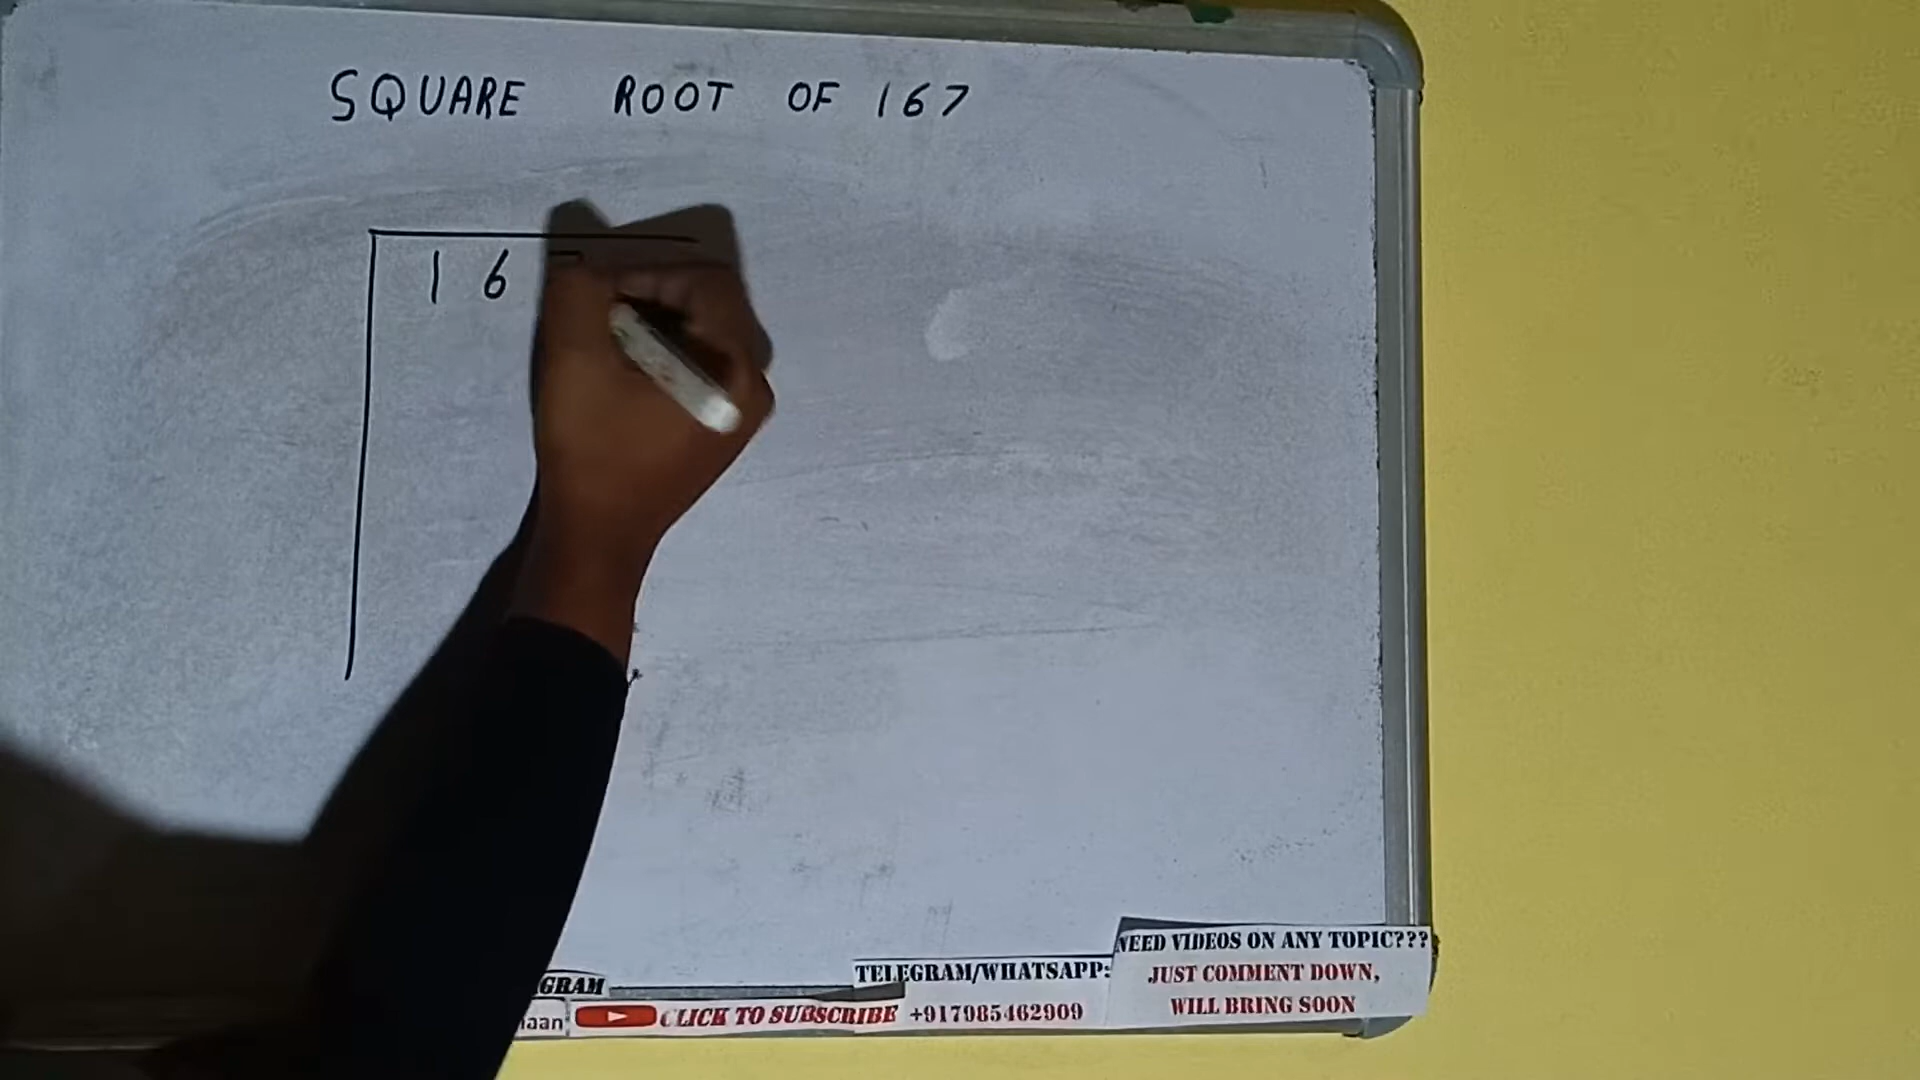 SQUARE ROOT OF 167
1 6
GRAM
TELEGRAM/WHATSAPP:
NEED VIDEOS ON ANY TOPIC???
JUST COMMENT DOWN,
WILL BRING SOON
CLICK TO SUBSCRIBE
+917985462909